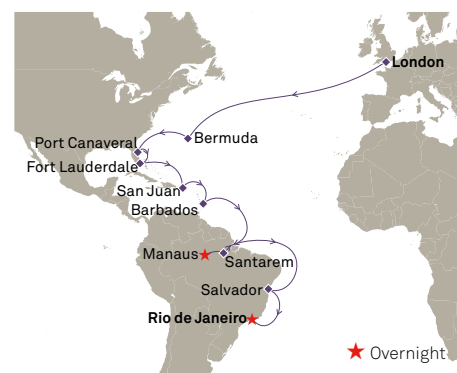 London
Bermuda
Port Canaveral
Fort Lauderdale
San Juan
Barbados
Manaus
Santarem
Salvador
Rio de Janeiro
Overnight